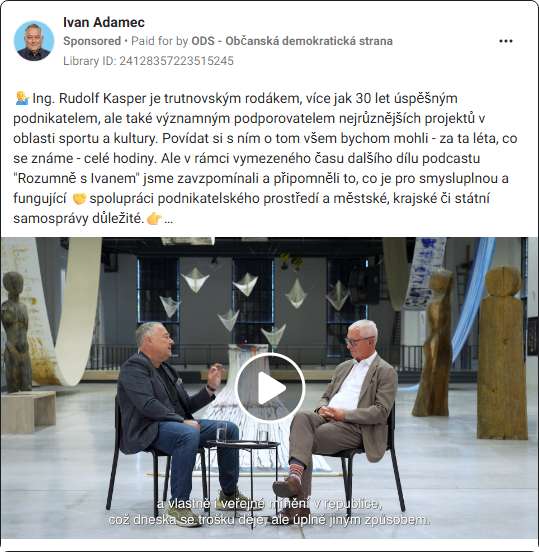 Ivan Adamec
Sponsored • Paid for by ODS - Občanská demokratická strana
Library ID: 24128357223515245
💁‍♂️Ing. Rudolf Kasper je trutnovským rodákem, více jak 30 let úspěšným
podnikatelem, ale také významným podporovatelem nejrůznějších projektů v
oblasti sportu a kultury. Povídat si s ním o tom všem bychom mohli - za ta léta, co
se známe - celé hodiny. Ale v rámci vymezeného času dalšího dílu podcastu
"Rozumně s Ivanem" jsme zavzpomínali a připomněli to, co je pro smysluplnou a
fungující 🤝spolupráci podnikatelského prostředí a městské, krajské či státní
samosprávy důležité.👉...
a vlastně i veřejné mínění v republice,
což dneska se trošku děje, ale úplně jiným způsobem.